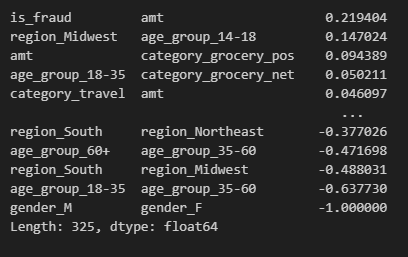 is_fraud amt 0.219404
region_Midwest age_group_14-18 0.147024
amt category_grocery_pos 0.094389
age_group_18-35 category_grocery_net 0.050211
category_travel amt 0.046097
...
region_South region_Northeast -0.377026
age_group_60+ age_group_35-60 -0.471698
region_South region_Midwest -0.488031
age_group_18-35 age_group_35-60 -0.637730
gender_M gender_F -1.000000
Length: 325, dtype: float64